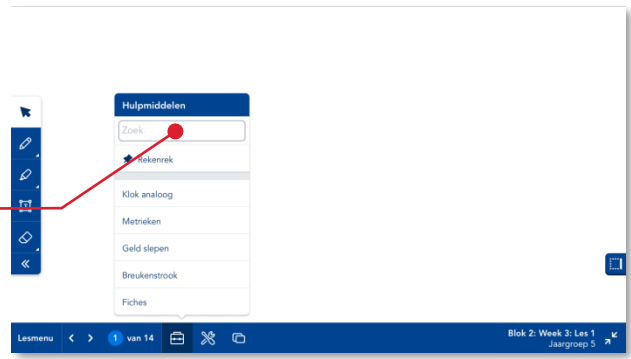 Hulpmiddelen
Zoek
Rekenrek
Klok analoog
Metrieken
Geld slepen
Breukenstrook
Fiches
T
Lesmenu 1 van 14 Blok 2: Week 3: Les 1
Jaargroep 5